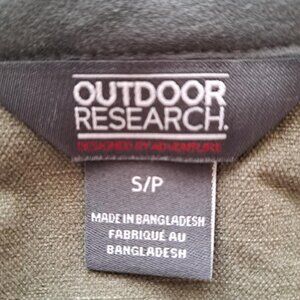 OUTDOOR
RESEARCH.
DESIGNED BY ADVENTURE
S/P
MADE IN BANGLADESH
FABRIQUÉ AU
BANGLADESH